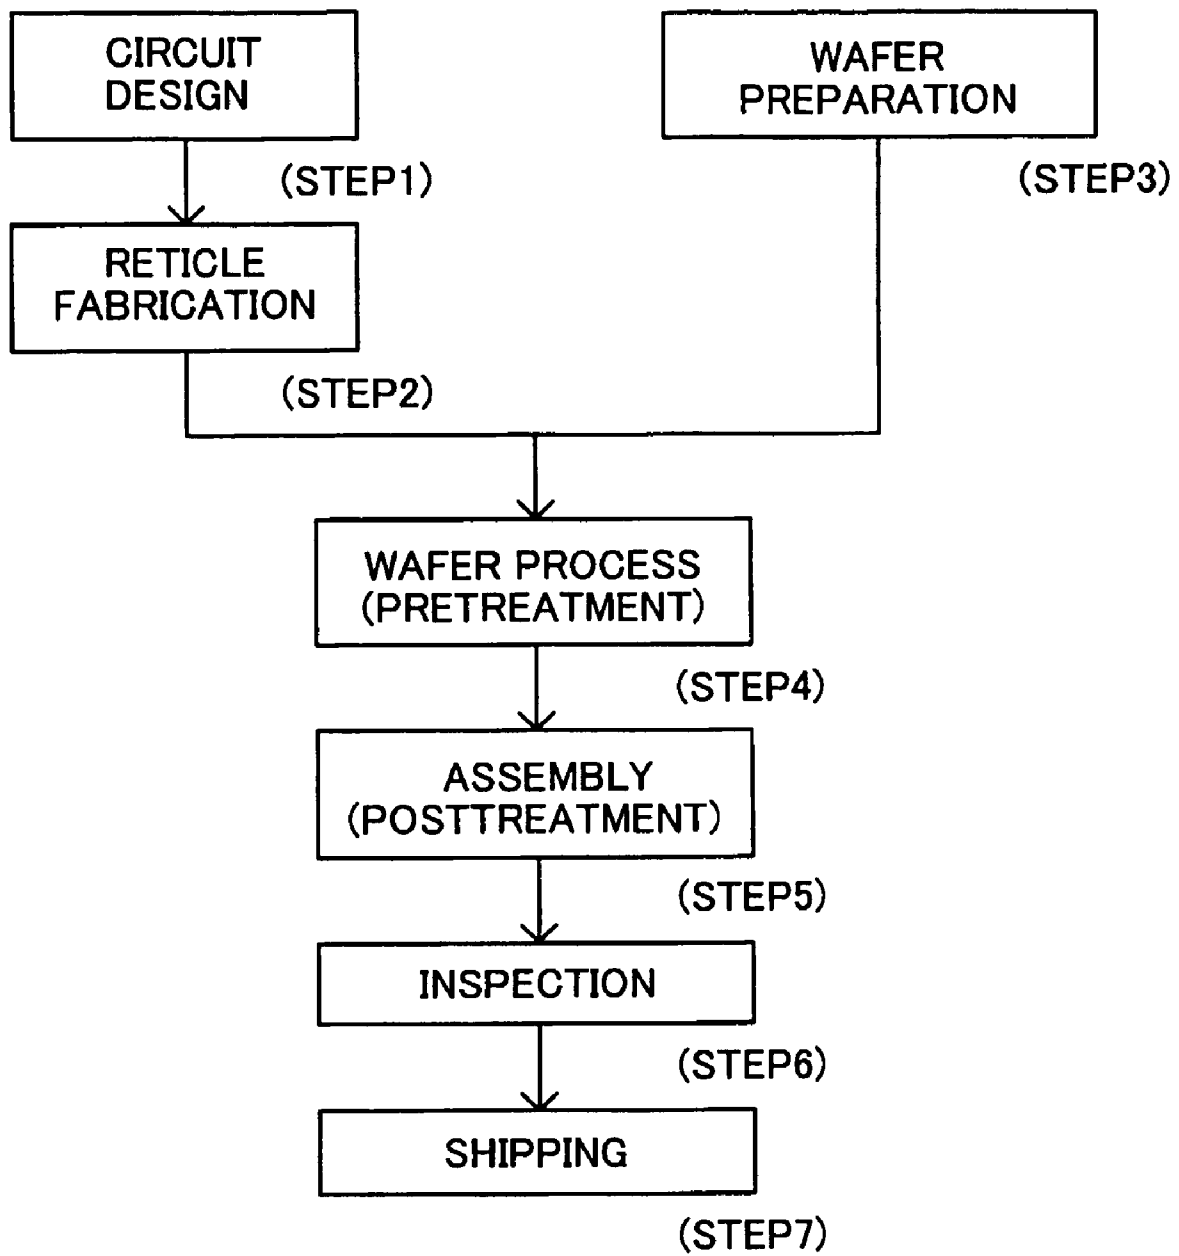 CIRCUIT
DESIGN
(STEP1)
RETICLE
FABRICATION
(STEP2)
WAFER
PREPARATION
(STEP3)
WAFER PROCESS
(PRETREATMENT)
(STEP4)
ASSEMBLY
(POSTTREATMENT)
(STEP5)
INSPECTION
(STEP6)
SHIPPING
(STEP7)